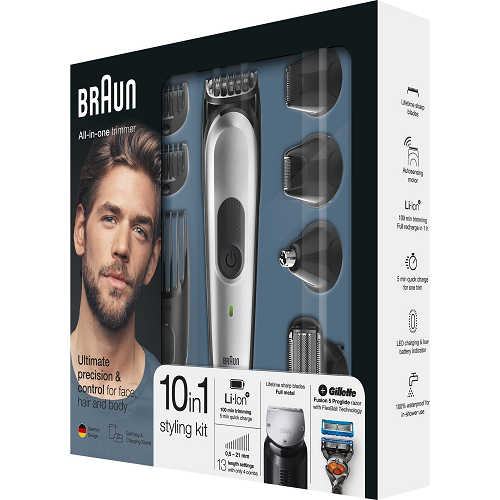 BRAUN
All-in-one trimmer
Ultimate
precision &
control for face,
hair and body
German
Design
Soft bag &
Charging Stand
BRAUN
10in1
styling kit
Li-Ion
100 min trimming
5 min quick charge
0,5 – 21 mm
13 length settings
with only 4 combs
Lifetime sharp blades
Full metal
Gillette
Fusion 5 Proglide razor
with FlexBall Technology
Lifetime sharp
blades
Autosensing
motor
Li-Ion
100 min trimming
Full recharge in 1 h
5 min quick charge
for one trim
LED charging & low
battery indicator
100% waterproof for
in-shower use